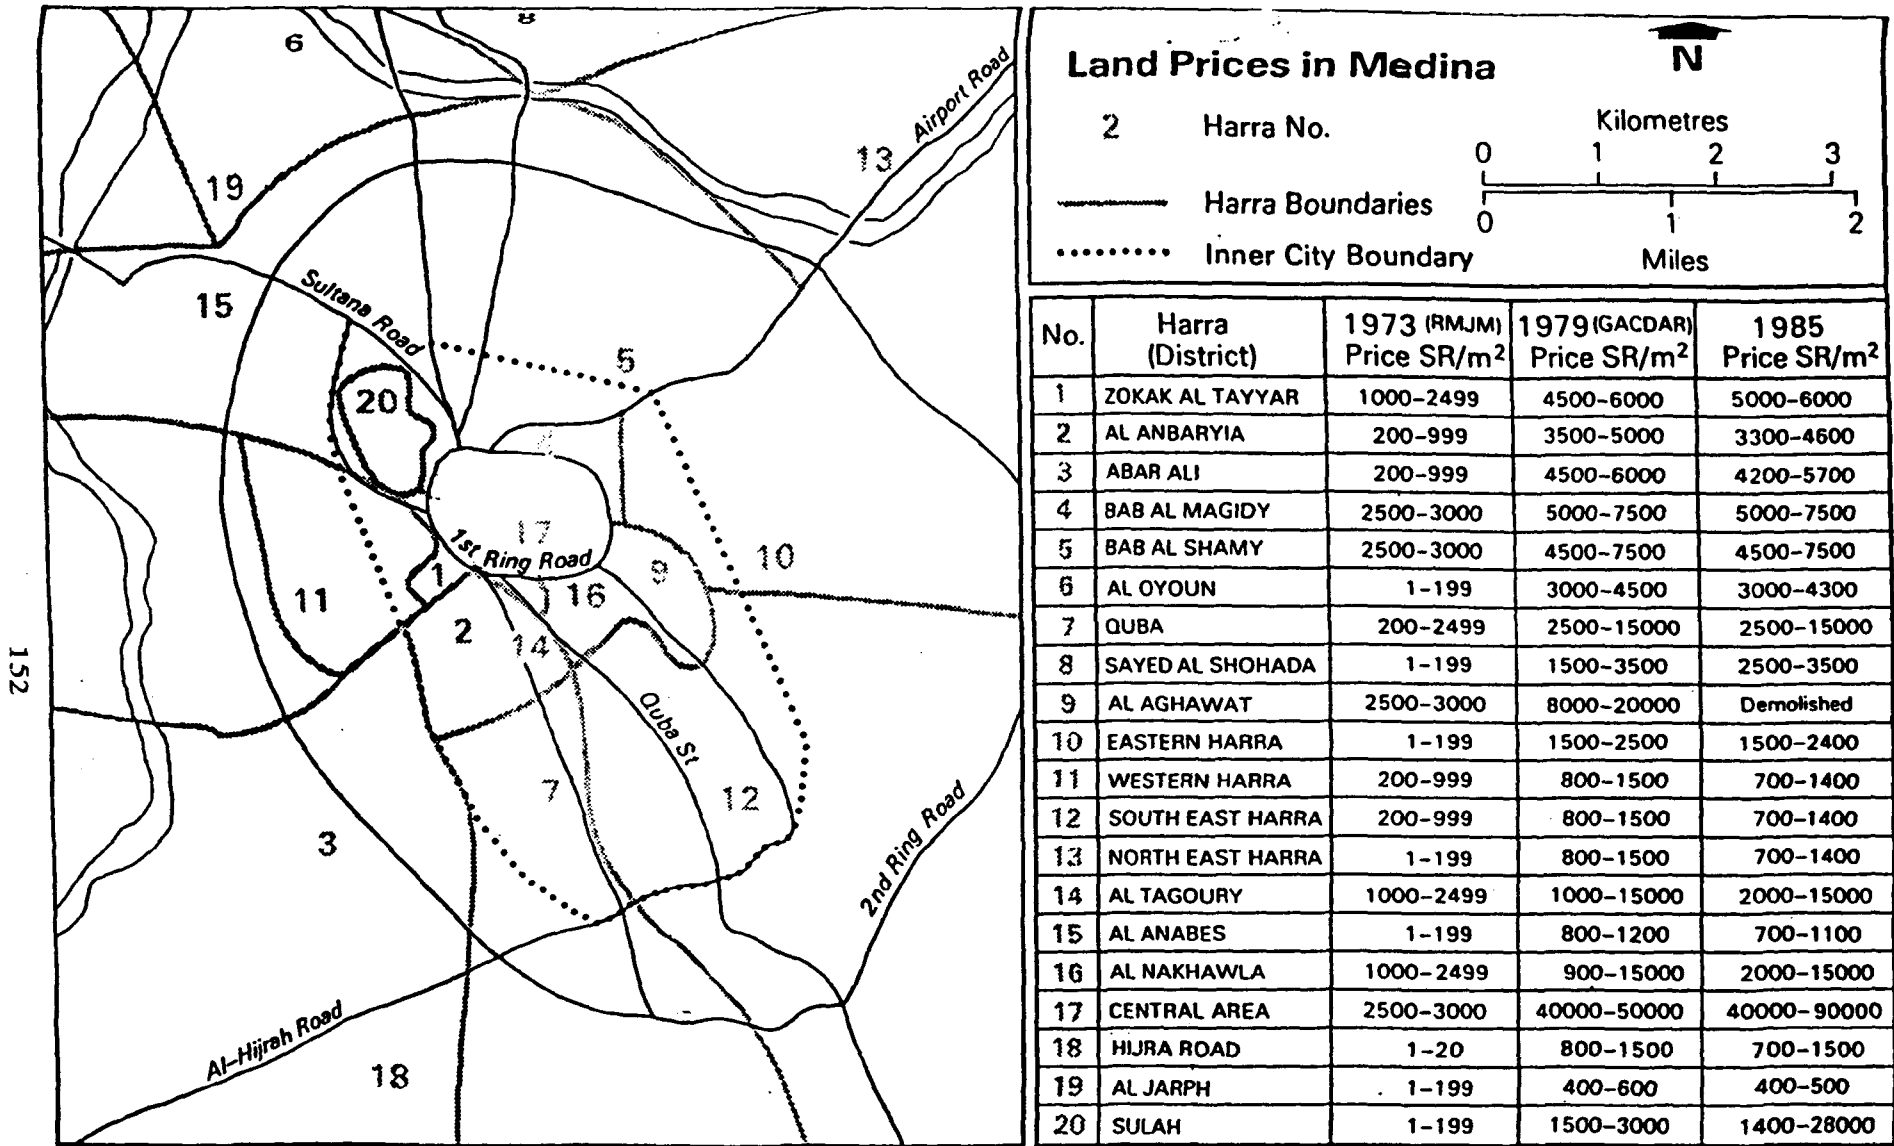 8
6
Airport Road
13
19
15
Sultana Road
5
20
4
17
1st Ring Road
10
9
1
16
11
2
14
Quba St
7
12
3
2nd Ring Road
Al-Hijrah Road
18
152
Land Prices in Medina
N
2 Harra No.
Kilometres
0 1 2 3
Harra Boundaries
0 1 2
Inner City Boundary
Miles
No. Harra (District) 1973 (RMJM) Price SR/m² 1979 (GACDAR) Price SR/m² 1985 Price SR/m²
1 ZOKAK AL TAYYAR 1000-2499 4500-6000 5000-6000
2 AL ANBARYIA 200-999 3500-5000 3300-4600
3 ABAR ALI 200-999 4500-6000 4200-5700
4 BAB AL MAGIDY 2500-3000 5000-7500 5000-7500
5 BAB AL SHAMY 2500-3000 4500-7500 4500-7500
6 AL OYOUN 1-199 3000-4500 3000-4300
7 QUBA 200-2499 2500-15000 2500-15000
8 SAYED AL SHOHADA 1-199 1500-3500 2500-3500
9 AL AGHAWAT 2500-3000 8000-20000 Demolished
10 EASTERN HARRA 1-199 1500-2500 1500-2400
11 WESTERN HARRA 200-999 800-1500 700-1400
12 SOUTH EAST HARRA 200-999 800-1500 700-1400
13 NORTH EAST HARRA 1-199 800-1500 700-1400
14 AL TAGOURY 1000-2499 1000-15000 2000-15000
15 AL ANABES 1-199 800-1200 700-1100
16 AL NAKHAWLA 1000-2499 900-15000 2000-15000
17 CENTRAL AREA 2500-3000 40000-50000 40000-90000
18 HIJRA ROAD 1-20 800-1500 700-1500
19 AL JARPH 1-199 400-600 400-500
20 SULAH 1-199 1500-3000 1400-28000